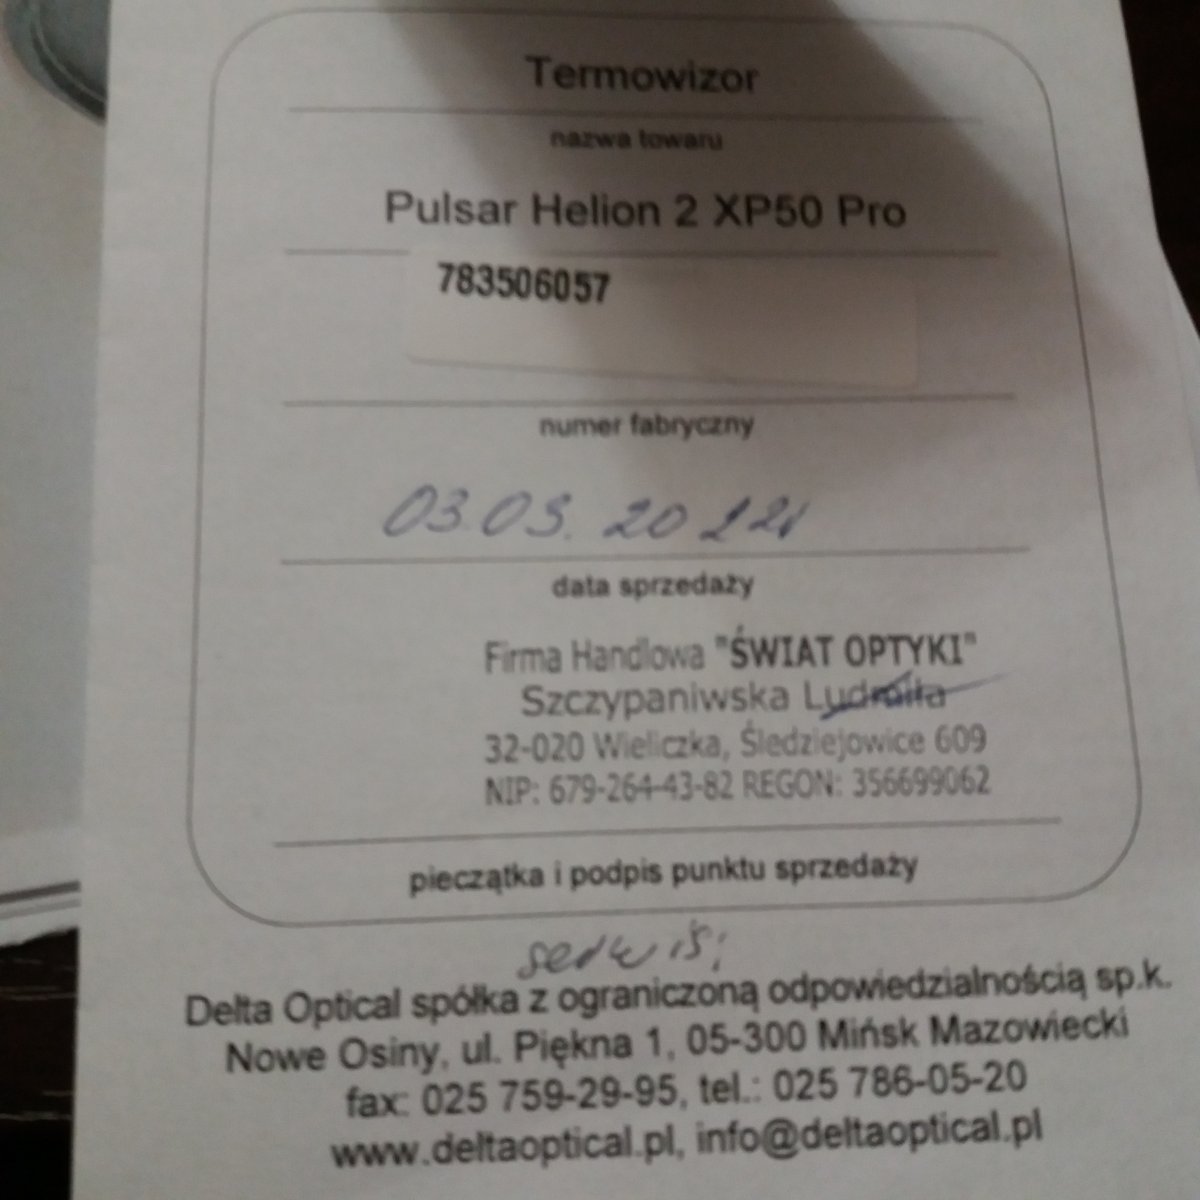 Termowizor
nazwa towaru
Pulsar Helion 2 XP50 Pro
783506057
numer fabryczny
03.03.2022r
data sprzedaży
Firma Handlowa "ŚWIAT OPTYKI"
Szczypaniwska Ludmiła
32-020 Wieliczka, Śledziejowice 609
NIP: 679-264-43-82 REGON: 356699062
pieczątka i podpis punktu sprzedaży
serwis:
Delta Optical spółka z ograniczoną odpowiedzialnością sp.k.
Nowe Osiny, ul. Piękna 1, 05-300 Mińsk Mazowiecki
fax: 025 759-29-95, tel.: 025 786-05-20
www.deltaoptical.pl, info@deltaoptical.pl